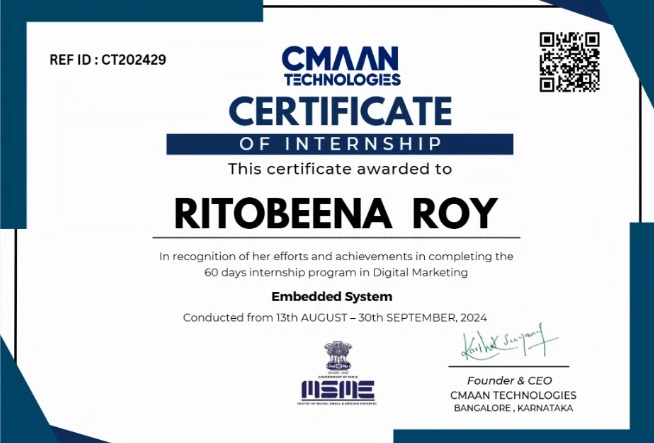 REF ID : CT202429
CMAAN
TECHNOLOGIES
CERTIFICATE
OF INTERNSHIP
This certificate awarded to
RITOBEENA ROY
In recognition of her efforts and achievements in completing the
60 days internship program in Digital Marketing
Embedded System
Conducted from 13th AUGUST – 30th SEPTEMBER, 2024
MSME
Founder & CEO
CMAAN TECHNOLOGIES
BANGALORE , KARNATAKA